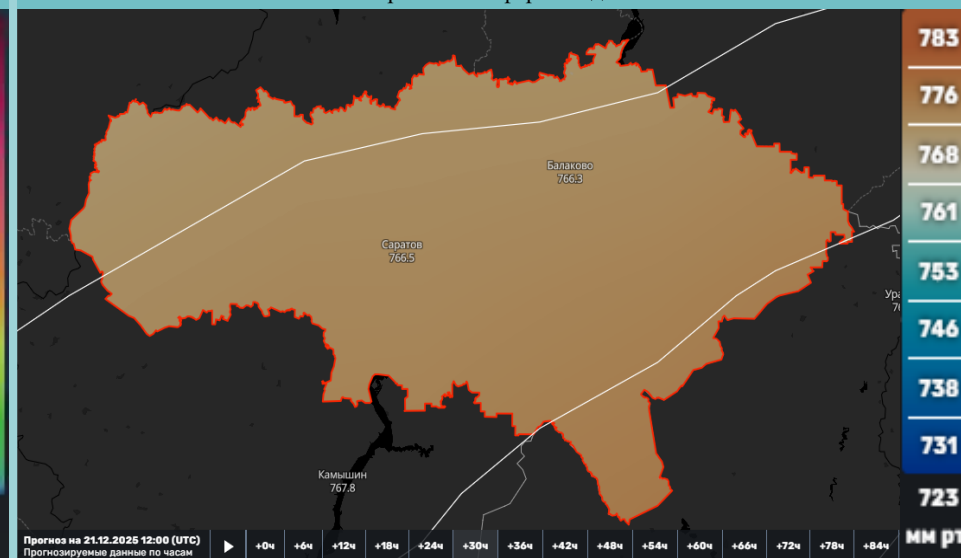 783
776
768
761
753
746
738
731
723
Балаково
766.3
Саратов
766.5
Камышин
767.8
Прогноз на 21.12.2025 12:00 (UTC)
Прогнозируемые данные по часам
+0ч +6ч +12ч +18ч +24ч +30ч +36ч +42ч +48ч +54ч +60ч +66ч +72ч +78ч +84ч
мм рт